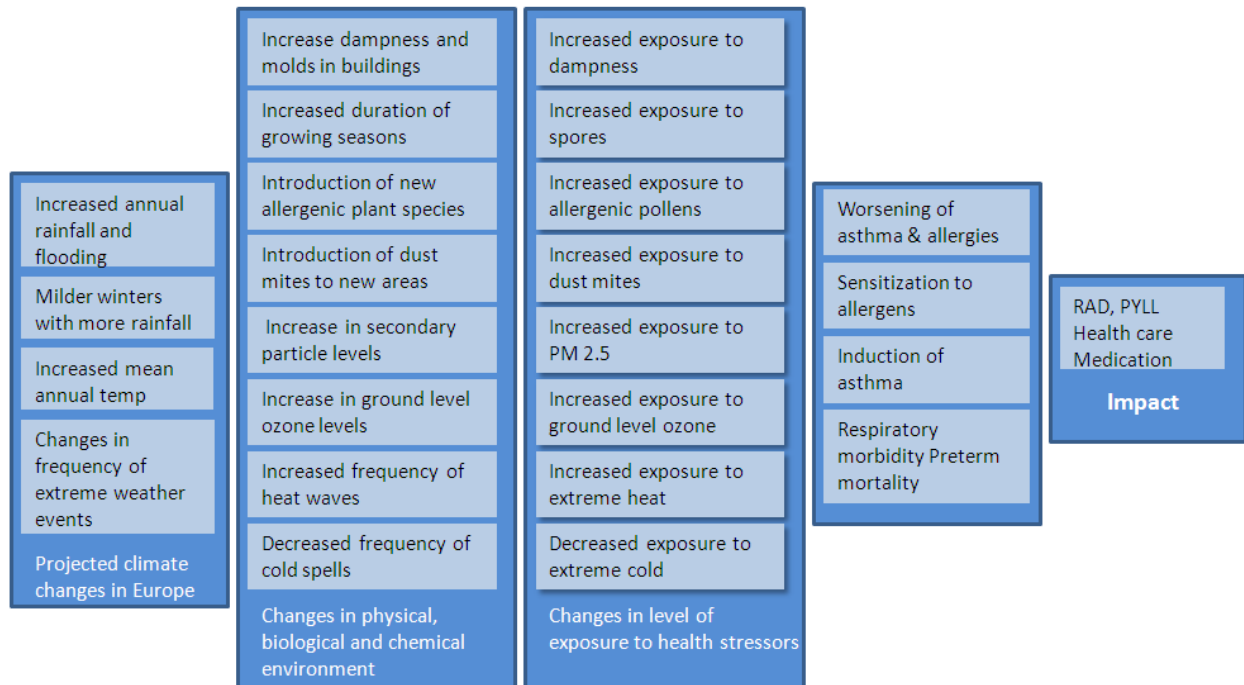 Increased annual
rainfall and
flooding
Milder winters
with more rainfall
Increased mean
annual temp
Changes in
frequency of
extreme weather
events
Projected climate
changes in Europe
Increase dampness and
molds in buildings
Increased duration of
growing seasons
Introduction of new
allergenic plant species
Introduction of dust
mites to new areas
Increase in secondary
particle levels
Increase in ground level
ozone levels
Increased frequency of
heat waves
Decreased frequency of
cold spells
Changes in physical,
biological and chemical
environment
Increased exposure to
dampness
Increased exposure to
spores
Increased exposure to
allergenic pollens
Increased exposure to
dust mites
Increased exposure to
PM 2.5
Increased exposure to
ground level ozone
Increased exposure to
extreme heat
Decreased exposure to
extreme cold
Changes in level of
exposure to health stressors
Worsening of
asthma & allergies
Sensitization to
allergens
Induction of
asthma
Respiratory
morbidity Preterm
mortality
RAD, PYLL
Health care
Medication
Impact